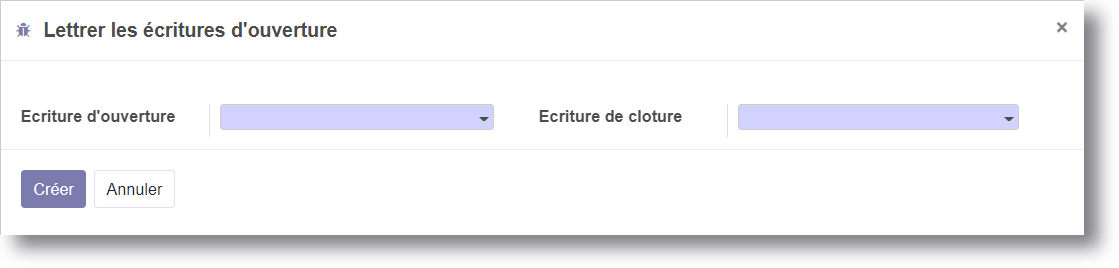 Lettrer les écritures d'ouverture
×
Ecriture d'ouverture
Ecriture de cloture
Créer
Annuler